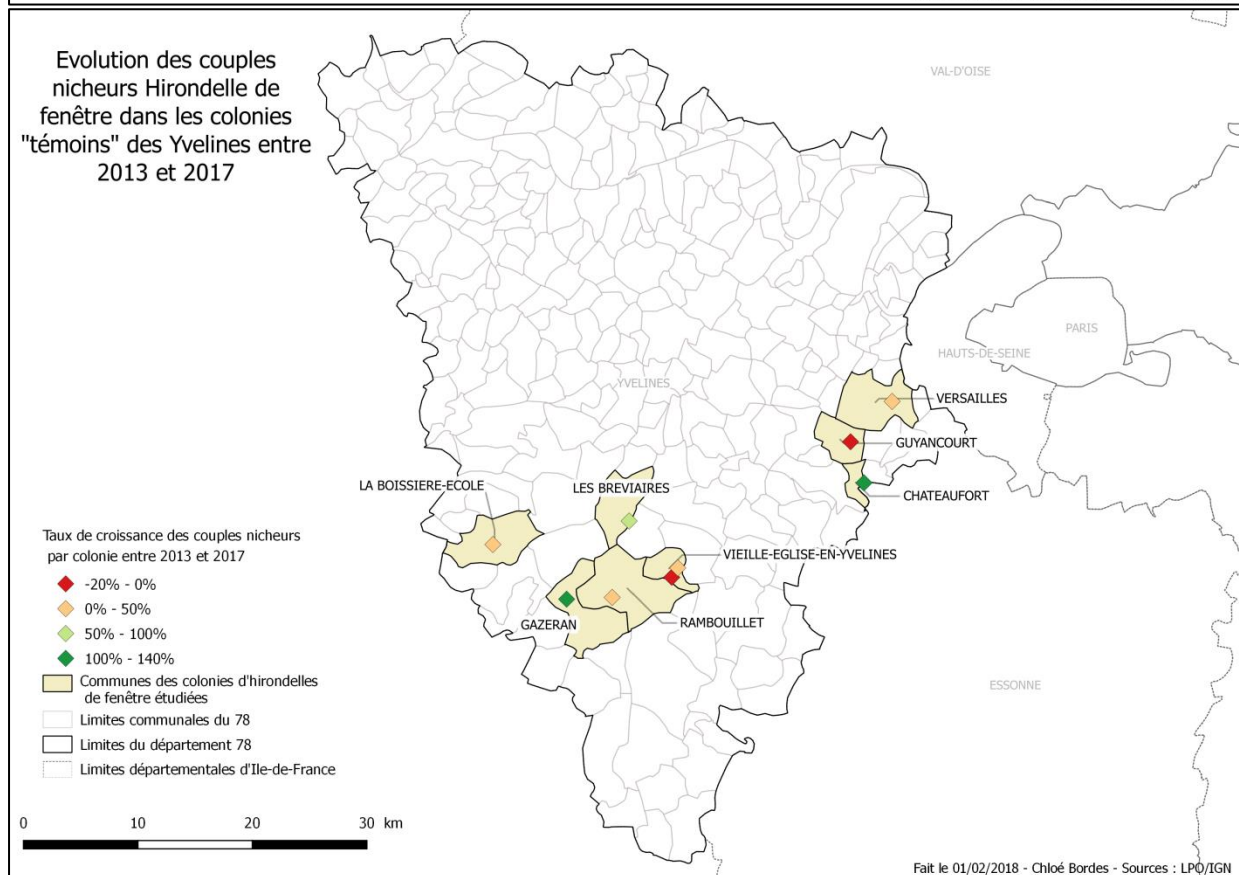 Evolution des couples
nicheurs Hirondelle de
fenêtre dans les colonies
"témoins" des Yvelines entre
2013 et 2017
VAL-D'OISE
PARIS
HAUTS-DE-SEINE
YVELINES
VERSAILLES
GUYANCOURT
LA BOISSIERE-ECOLE
LES BREVIAIRES
CHATEAUFORT
VIEILLE-EGLISE-EN-YVELINES
GAZERAN
RAMBOUILLET
ESSONNE
Taux de croissance des couples nicheurs
par colonie entre 2013 et 2017
-20% - 0%
0% - 50%
50% - 100%
100% - 140%
Communes des colonies d'hirondelles
de fenêtre étudiées
Limites communales du 78
Limites du département 78
Limites départementales d'Ile-de-France
0 10 20 30 km
Fait le 01/02/2018 - Chloé Bordes - Sources : LPO/IGN